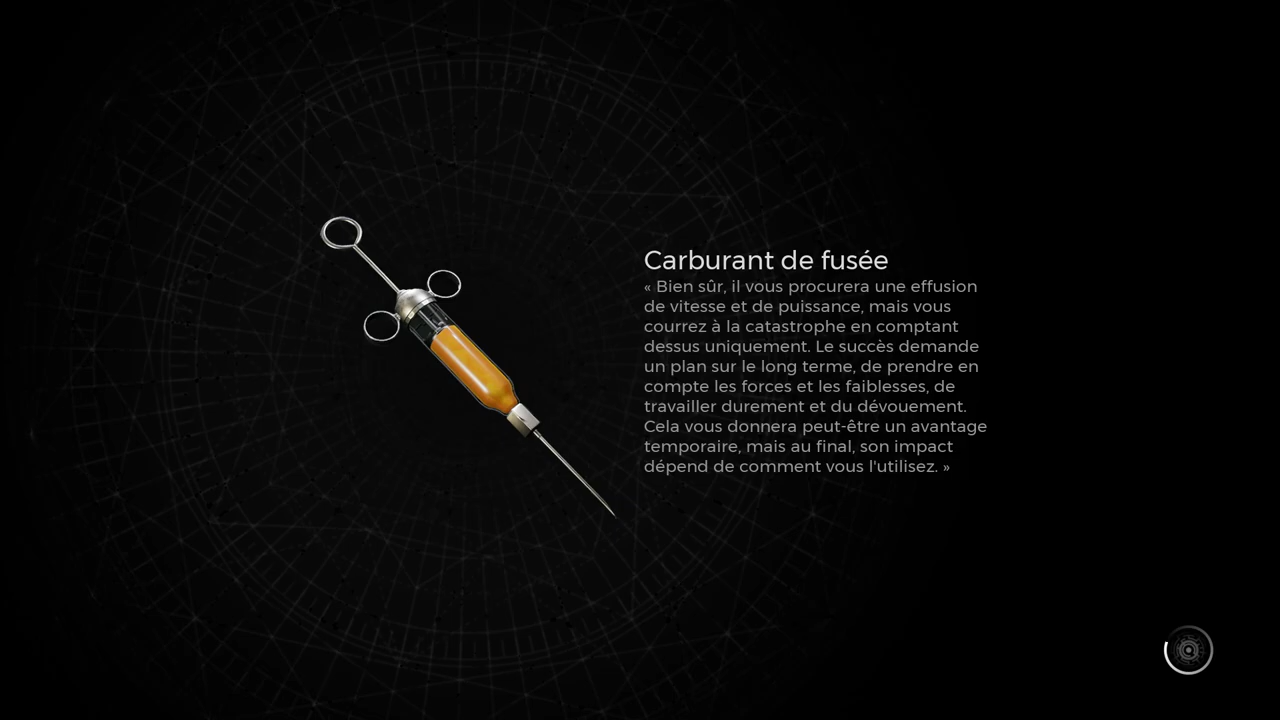 Carburant de fusée
« Bien sûr, il vous procurera une effusion
de vitesse et de puissance, mais vous
courrez à la catastrophe en comptant
dessus uniquement. Le succès demande
un plan sur le long terme, de prendre en
compte les forces et les faiblesses, de
travailler durement et du dévouement.
Cela vous donnera peut-être un avantage
temporaire, mais au final, son impact
dépend de comment vous l'utilisez. »